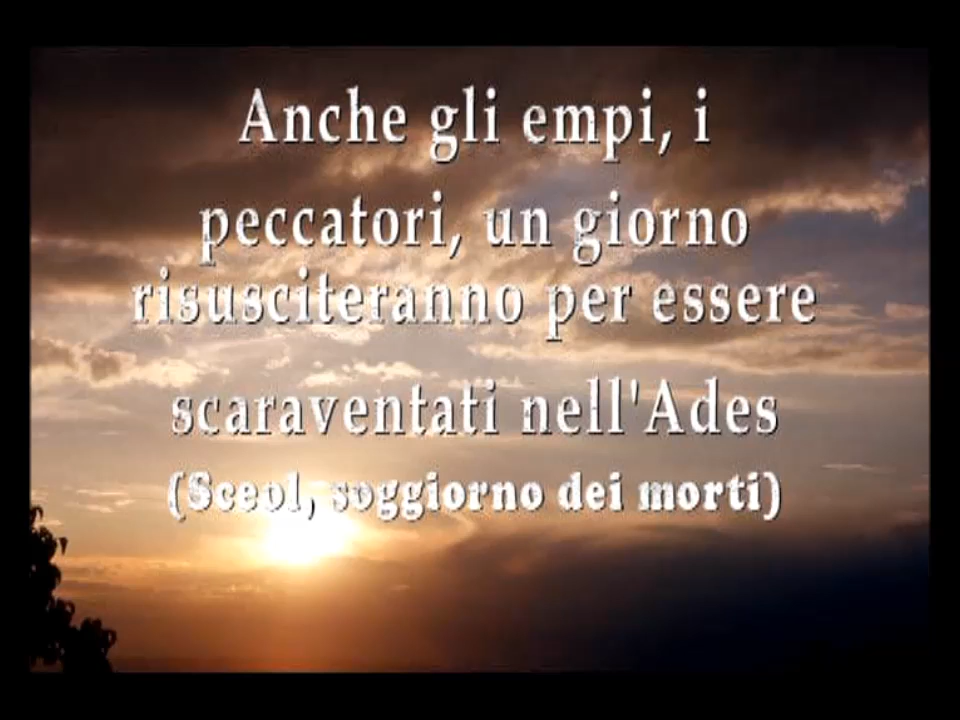 Anche gli empi, i
peccatori, un giorno
risusciteranno per essere
scaraventati nell'Ades
(Sceol, soggiorno dei morti)